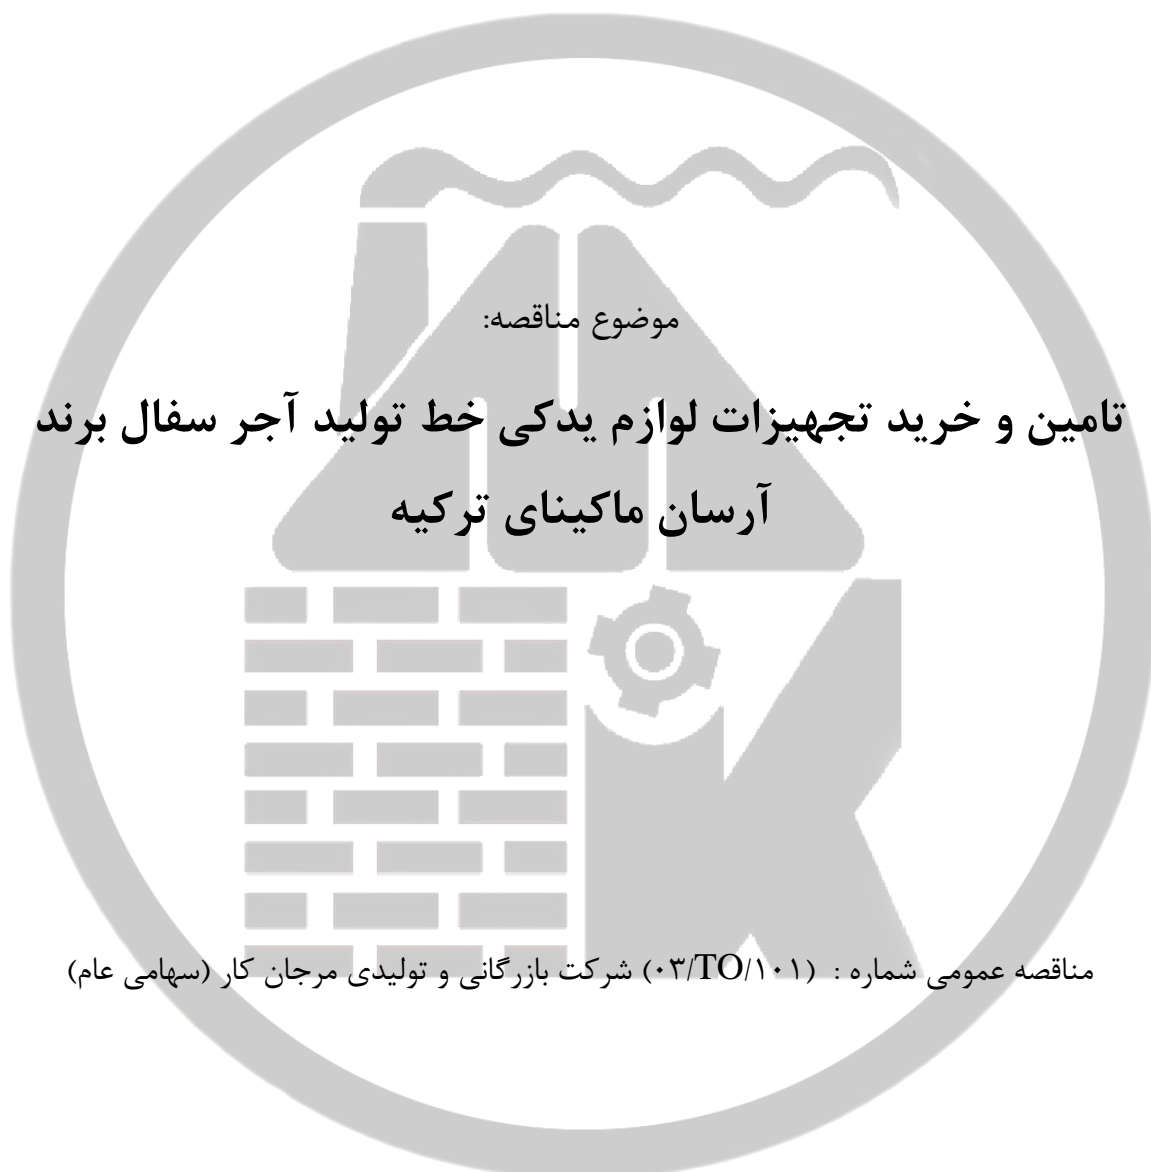 موضوع مناقصه:
تامین و خرید تجهیزات لوازم یدکی خط تولید آجر سفال برند
آرسان ماکینای ترکیه
مناقصه عمومی شماره : (۰۳/TO/۱۰۱) شرکت بازرگانی و تولیدی مرجان کار (سهامی عام)